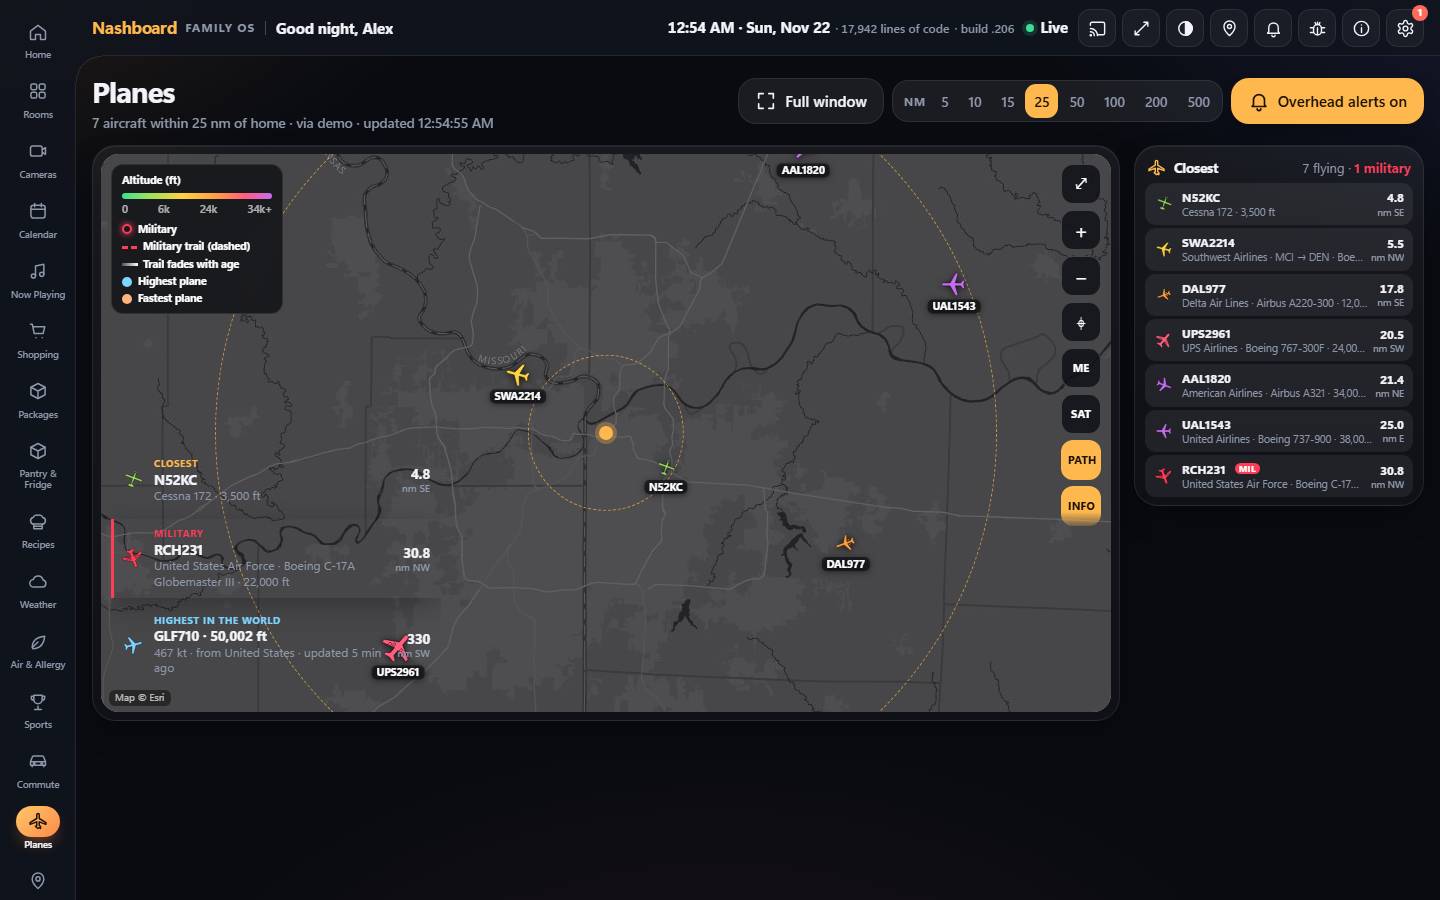 Nashboard FAMILY OS Good night, Alex
12:54 AM · Sun, Nov 22 · 17,942 lines of code · build .206 Live
1
Home
Rooms
Cameras
Calendar
Now Playing
Shopping
Packages
Pantry &
Fridge
Recipes
Weather
Air & Allergy
Sports
Commute
Planes
Planes
7 aircraft within 25 nm of home · via demo · updated 12:54:55 AM
Full window
NM 5 10 15 25 50 100 200 500
Overhead alerts on
Altitude (ft)
0 6k 24k 34k+
Military
Military trail (dashed)
Trail fades with age
Highest plane
Fastest plane
AAL1820
UAL1543
MISSOURI
SWA2214
N52KC
DAL977
UPS2961
+
−
ME
SAT
PATH
INFO
CLOSEST
N52KC
Cessna 172 · 3,500 ft
4.8
nm SE
MILITARY
RCH231
United States Air Force · Boeing C-17A
Globemaster III · 22,000 ft
30.8
nm NW
HIGHEST IN THE WORLD
GLF710 · 50,002 ft
467 kt · from United States · updated 5 min
ago
330
nm SW
Map © Esri
Closest 7 flying · 1 military
N52KC 4.8
Cessna 172 · 3,500 ft nm SE
SWA2214 5.5
Southwest Airlines · MCI → DEN · Boe... nm NW
DAL977 17.8
Delta Air Lines · Airbus A220-300 · 12,0... nm SE
UPS2961 20.5
UPS Airlines · Boeing 767-300F · 24,00... nm SW
AAL1820 21.4
American Airlines · Airbus A321 · 34,00... nm NE
UAL1543 25.0
United Airlines · Boeing 737-900 · 38,00... nm E
RCH231 MIL 30.8
United States Air Force · Boeing C-17... nm NW